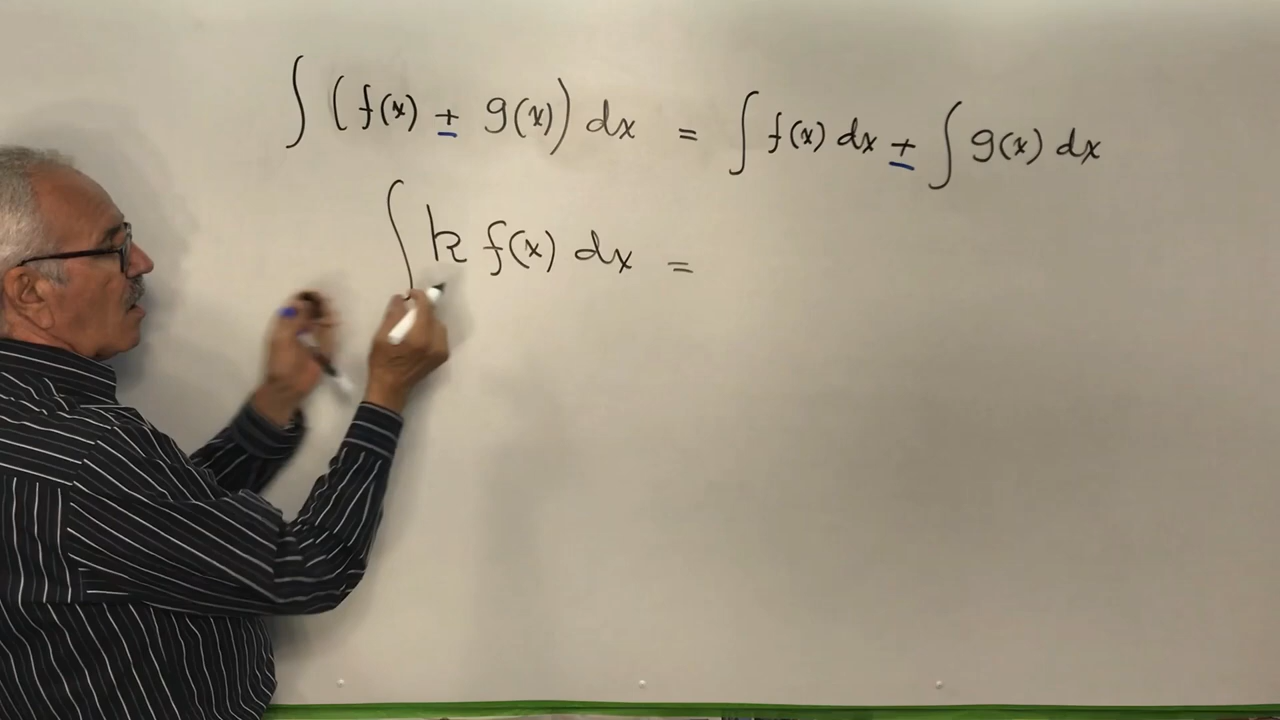 ∫ (f(x) ± g(x)) dx = ∫ f(x) dx ± ∫ g(x) dx
∫ k f(x) dx =